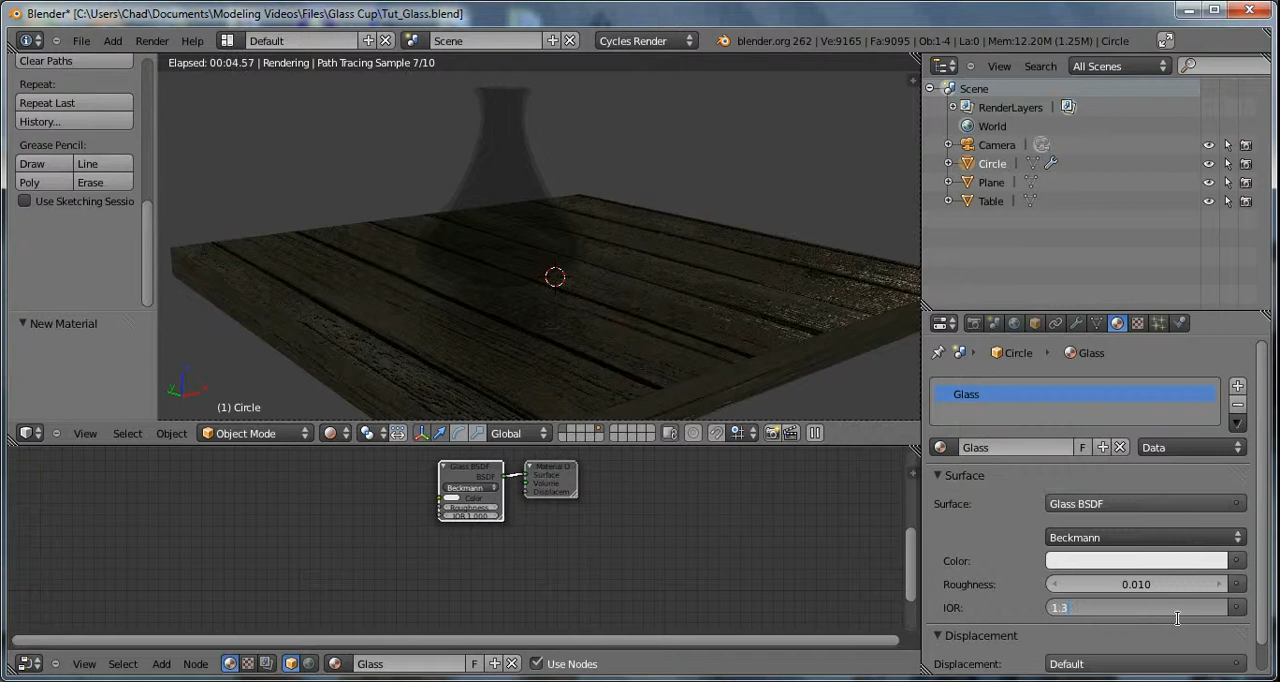 Blender* [C:\Users\Chad\Documents\Modeling Videos\Files\Glass Cup\Tut_Glass.blend]
File Add Render Help Default Scene Cycles Render blender.org 262 | Ve:9165 | Fa:9095 | Ob:1-4 | La:0 | Mem:12.20M (1.25M) | Circle
Clear Paths
Repeat:
Repeat Last
History...
Grease Pencil:
Draw Line
Poly Erase
Use Sketching Sessio
New Material
Elapsed: 00:04.57 | Rendering | Path Tracing Sample 7/10
(1) Circle
View Select Object Object Mode Global
Glass BSDF
BSDF
Beckmann
Color
Roughness
IOR 1.000
Material O
Surface
Volume
Displacem
View Select Add Node Glass F Use Nodes
View Search All Scenes
Scene
RenderLayers
World
Camera
Circle
Plane
Table
Circle Glass
Glass
Glass F Data
Surface
Surface: Glass BSDF
Beckmann
Color:
Roughness: 0.010
IOR: 1.3
Displacement
Displacement: Default